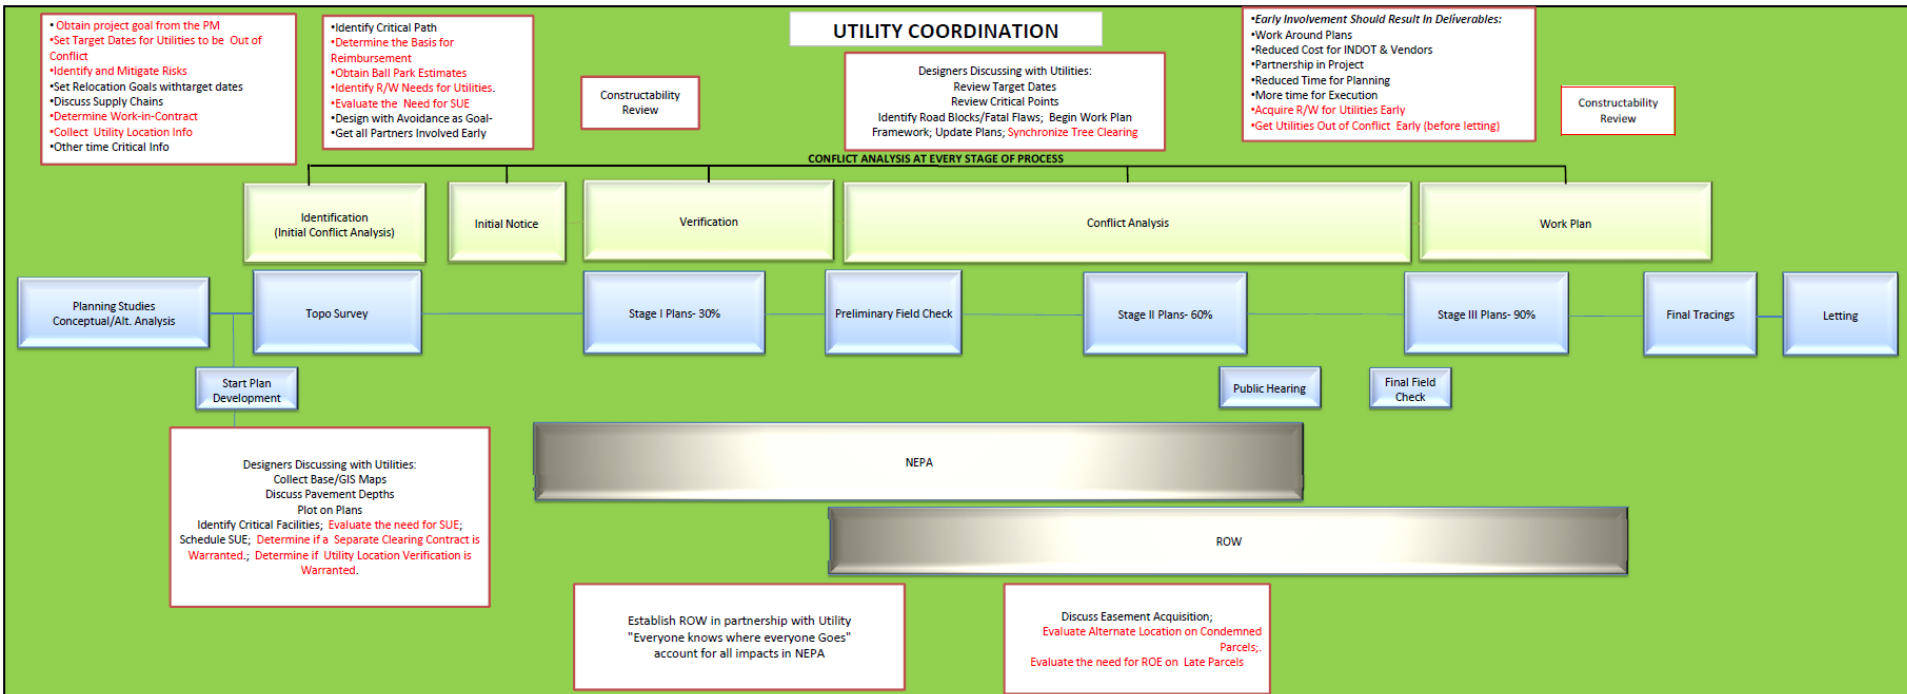 • Obtain project goal from the PM
•Set Target Dates for Utilities to be Out of
Conflict
•Identify and Mitigate Risks
•Set Relocation Goals withtarget dates
•Discuss Supply Chains
•Determine Work-in-Contract
•Collect Utility Location Info
•Other time Critical Info
•Identify Critical Path
•Determine the Basis for
Reimbursement
•Obtain Ball Park Estimates
•Identify R/W Needs for Utilities.
•Evaluate the Need for SUE
•Design with Avoidance as Goal-
•Get all Partners Involved Early
Constructability
Review
UTILITY COORDINATION
Designers Discussing with Utilities:
Review Target Dates
Review Critical Points
Identify Road Blocks/Fatal Flaws; Begin Work Plan
Framework; Update Plans; Synchronize Tree Clearing
•Early Involvement Should Result In Deliverables:
•Work Around Plans
•Reduced Cost for INDOT & Vendors
•Partnership in Project
•Reduced Time for Planning
•More time for Execution
•Acquire R/W for Utilities Early
•Get Utilities Out of Conflict Early (before letting)
Constructability
Review
CONFLICT ANALYSIS AT EVERY STAGE OF PROCESS
Identification
(Initial Conflict Analysis)
Initial Notice
Verification
Conflict Analysis
Work Plan
Planning Studies
Conceptual/Alt. Analysis
Topo Survey
Stage I Plans- 30%
Preliminary Field Check
Stage II Plans- 60%
Stage III Plans- 90%
Final Tracings
Letting
Start Plan
Development
Public Hearing
Final Field
Check
Designers Discussing with Utilities:
Collect Base/GIS Maps
Discuss Pavement Depths
Plot on Plans
Identify Critical Facilities; Evaluate the need for SUE;
Schedule SUE; Determine if a Separate Clearing Contract is
Warranted.; Determine if Utility Location Verification is
Warranted.
NEPA
ROW
Establish ROW in partnership with Utility
"Everyone knows where everyone Goes"
account for all impacts in NEPA
Discuss Easement Acquisition;
Evaluate Alternate Location on Condemned
Parcels;.
Evaluate the need for ROE on Late Parcels